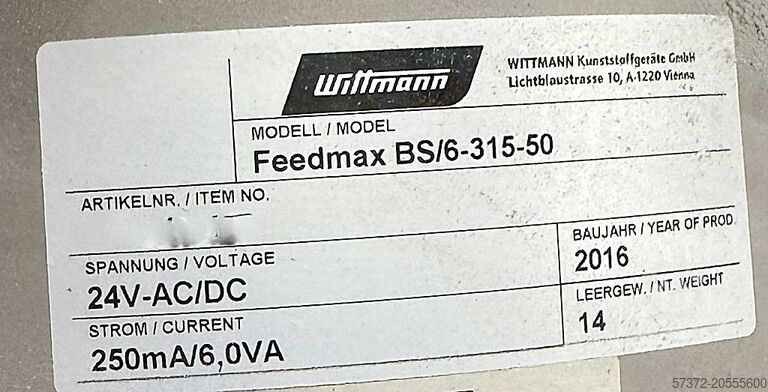 Wittmann
WITTMANN Kunststoffgeräte GmbH
Lichtblaustrasse 10, A-1220 Vienna
MODELL / MODEL
Feedmax BS/6-315-50
ARTIKELNR. / ITEM NO.
SPANNUNG / VOLTAGE
24V-AC/DC
BAUJAHR / YEAR OF PROD.
2016
STROM / CURRENT
250mA/6,0VA
LEERGEW. / NT. WEIGHT
14
57372-20555600